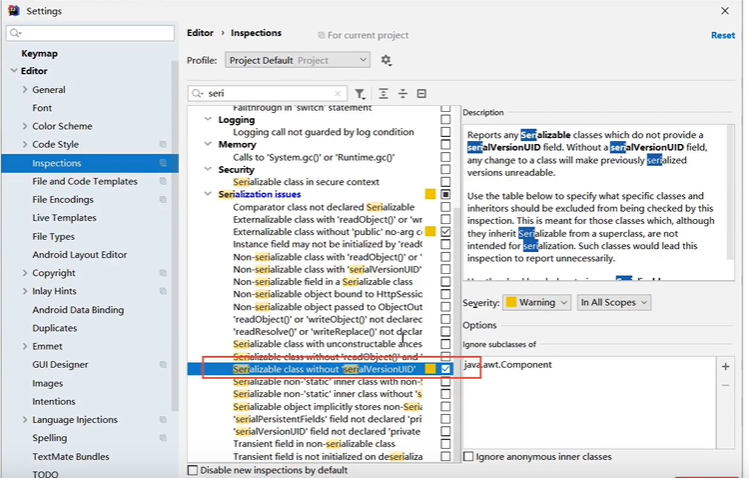 Settings
Keymap
Editor
General
Font
Color Scheme
Code Style
Inspections
File and Code Templates
File Encodings
Live Templates
File Types
Android Layout Editor
Copyright
Inlay Hints
Android Data Binding
Duplicates
Emmet
GUI Designer
Images
Intentions
Language Injections
Spelling
TextMate Bundles
TODO
Editor › Inspections
For current project
Reset
Profile: Project Default Project
seri
Fallthrough in 'switch' statement
Logging
Logging call not guarded by log condition
Memory
Calls to 'System.gc()' or 'Runtime.gc()'
Security
Serializable class in secure context
Serialization issues
Comparator class not declared Serializable
Externalizable class with 'readObject()' or 'wr
Externalizable class without 'public' no-arg c
Instance field may not be initialized by 'readO
Non-serializable class with 'readObject()' or '
Non-serializable class with 'serialVersionUID'
Non-serializable field in a Serializable class
Non-serializable object bound to HttpSessio
Non-serializable object passed to ObjectOut
'readObject()' or 'writeObject()' not declared
'readResolve()' or 'writeReplace()' not declar
Serializable class with unconstructable ances
Serializable class without 'readObject()' and '
Serializable class without 'serialVersionUID'
Serializable non-'static' inner class with non-S
Serializable non-'static' inner class without 's
Serializable object implicitly stores non-Seria
'serialPersistentFields' field not declared 'pri
'serialVersionUID' field not declared 'private
Transient field in non-serializable class
Transient field is not initialized on deserializa
Disable new inspections by default
Description
Reports any Serializable classes which do not provide a
serialVersionUID field. Without a serialVersionUID field,
any change to a class will make previously serialized
versions unreadable.
Use the table below to specify what specific classes and
inheritors should be excluded from being checked by this
inspection. This is meant for those classes which, although
they inherit Serializable from a superclass, are not
intended for serialization. Such classes would lead this
inspection to report unnecessarily.
Severity: Warning In All Scopes
Options
Ignore subclasses of
java.awt.Component
Ignore anonymous inner classes